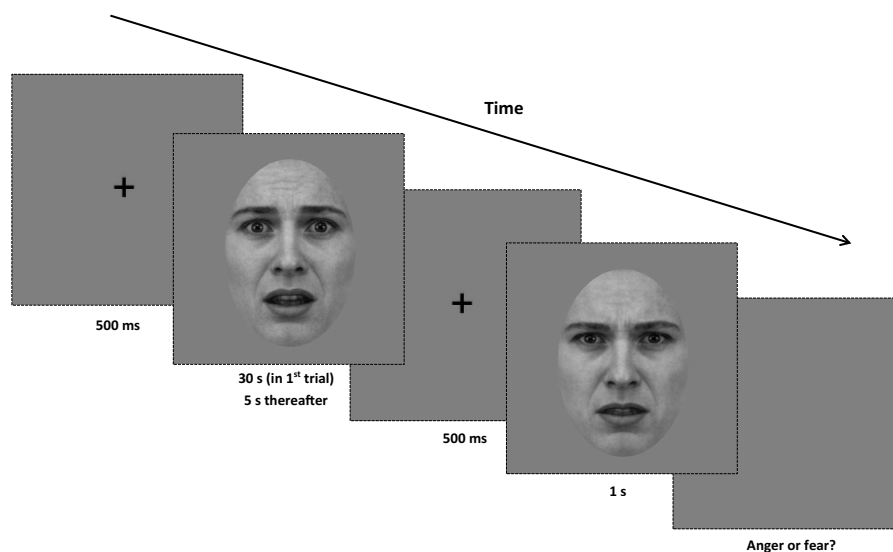 Time
+
500 ms
30 s (in 1st trial)
5 s thereafter
+
500 ms
1 s
Anger or fear?